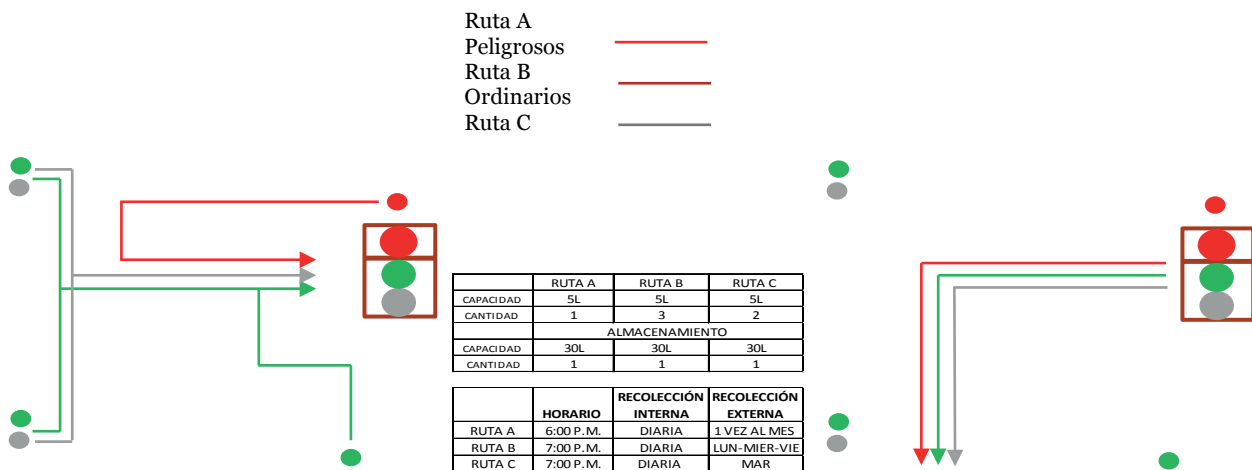 Ruta A
Peligrosos
Ruta B
Ordinarios
Ruta C
RUTA A RUTA B RUTA C
CAPACIDAD 5L 5L 5L
CANTIDAD 1 3 2
ALMACENAMIENTO
CAPACIDAD 30L 30L 30L
CANTIDAD 1 1 1
HORARIO RECOLECCIÓN INTERNA RECOLECCIÓN EXTERNA
RUTA A 6:00 P.M. DIARIA 1 VEZ AL MES
RUTA B 7:00 P.M. DIARIA LUN-MIER-VIE
RUTA C 7:00 P.M. DIARIA MAR